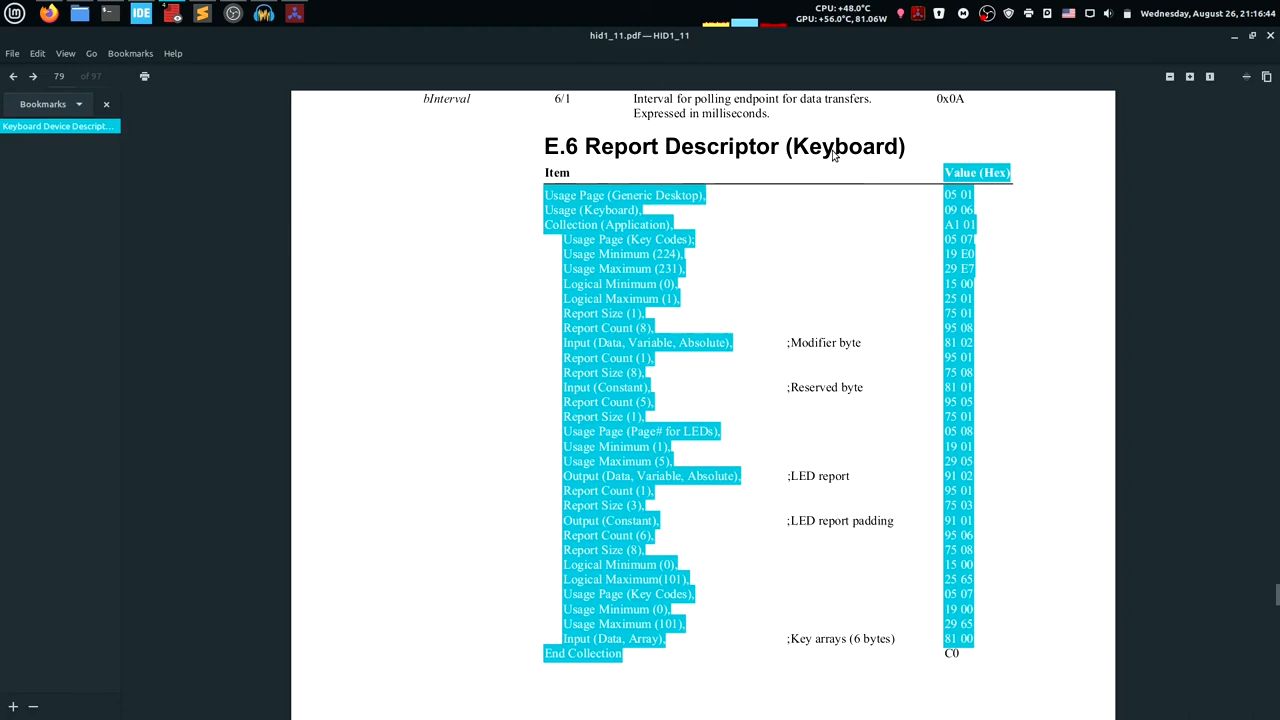 IDE
CPU: +48.0°C
GPU: +56.0°C, 81.06W
Wednesday, August 26, 21:16:44
hid1_11.pdf — HID1_11
File Edit View Go Bookmarks Help
79 of 97
Bookmarks
Keyboard Device Descript...
bInterval 6/1 Interval for polling endpoint for data transfers. 0x0A
Expressed in milliseconds.
E.6 Report Descriptor (Keyboard)
Item Value (Hex)
Usage Page (Generic Desktop), 05 01
Usage (Keyboard), 09 06
Collection (Application), A1 01
Usage Page (Key Codes); 05 07
Usage Minimum (224), 19 E0
Usage Maximum (231), 29 E7
Logical Minimum (0), 15 00
Logical Maximum (1), 25 01
Report Size (1), 75 01
Report Count (8), 95 08
Input (Data, Variable, Absolute), ;Modifier byte 81 02
Report Count (1), 95 01
Report Size (8), 75 08
Input (Constant), ;Reserved byte 81 01
Report Count (5), 95 05
Report Size (1), 75 01
Usage Page (Page# for LEDs), 05 08
Usage Minimum (1), 19 01
Usage Maximum (5), 29 05
Output (Data, Variable, Absolute), ;LED report 91 02
Report Count (1), 95 01
Report Size (3), 75 03
Output (Constant), ;LED report padding 91 01
Report Count (6), 95 06
Report Size (8), 75 08
Logical Minimum (0), 15 00
Logical Maximum(101), 25 65
Usage Page (Key Codes), 05 07
Usage Minimum (0), 19 00
Usage Maximum (101), 29 65
Input (Data, Array), ;Key arrays (6 bytes) 81 00
End Collection C0